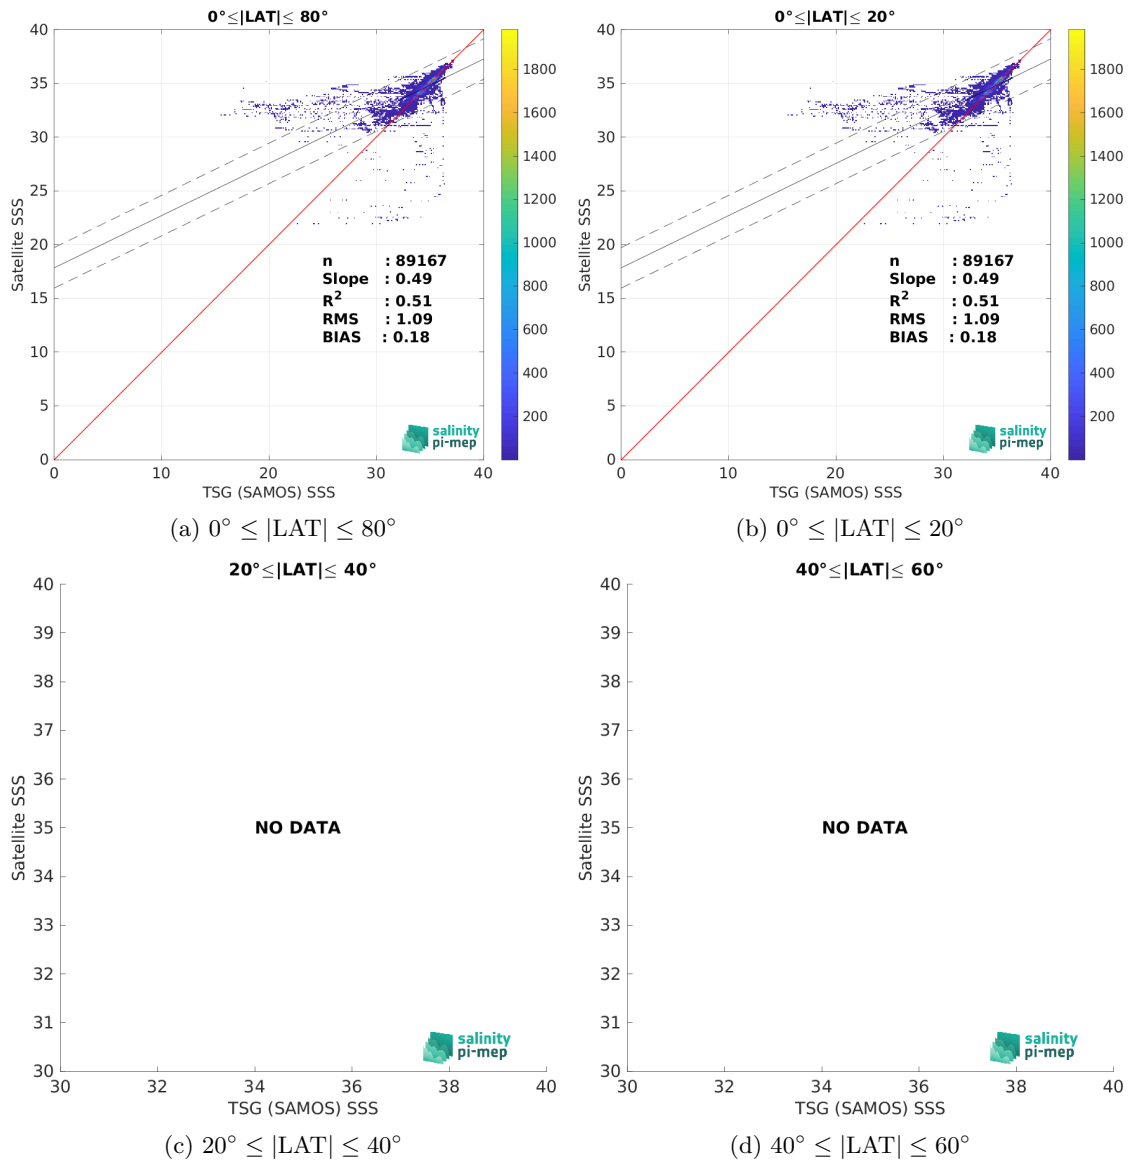 0°≤|LAT|≤ 80°
40
35
30
25
20
15
10
5
0
Satellite SSS
n : 89167
Slope : 0.49
R² : 0.51
RMS : 1.09
BIAS : 0.18
salinity
pi-mep
0 10 20 30 40
TSG (SAMOS) SSS
1800
1600
1400
1200
1000
800
600
400
200
(a) 0° ≤ |LAT| ≤ 80°
0°≤|LAT|≤ 20°
40
35
30
25
20
15
10
5
0
Satellite SSS
n : 89167
Slope : 0.49
R² : 0.51
RMS : 1.09
BIAS : 0.18
salinity
pi-mep
0 10 20 30 40
TSG (SAMOS) SSS
1800
1600
1400
1200
1000
800
600
400
200
(b) 0° ≤ |LAT| ≤ 20°
20°≤|LAT|≤ 40°
40
39
38
37
36
35
34
33
32
31
30
Satellite SSS
NO DATA
salinity
pi-mep
30 32 34 36 38 40
TSG (SAMOS) SSS
(c) 20° ≤ |LAT| ≤ 40°
40°≤|LAT|≤ 60°
40
39
38
37
36
35
34
33
32
31
30
Satellite SSS
NO DATA
salinity
pi-mep
30 32 34 36 38 40
TSG (SAMOS) SSS
(d) 40° ≤ |LAT| ≤ 60°